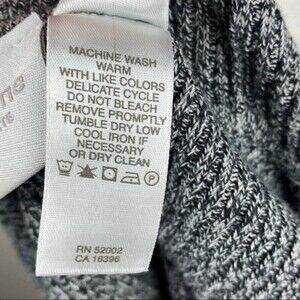 MACHINE WASH
WARM
WITH LIKE COLORS
DELICATE CYCLE
DO NOT BLEACH
REMOVE PROMPTLY
TUMBLE DRY LOW
COOL IRON IF
NECESSARY
OR DRY CLEAN
P
RN 52002
CA 16396